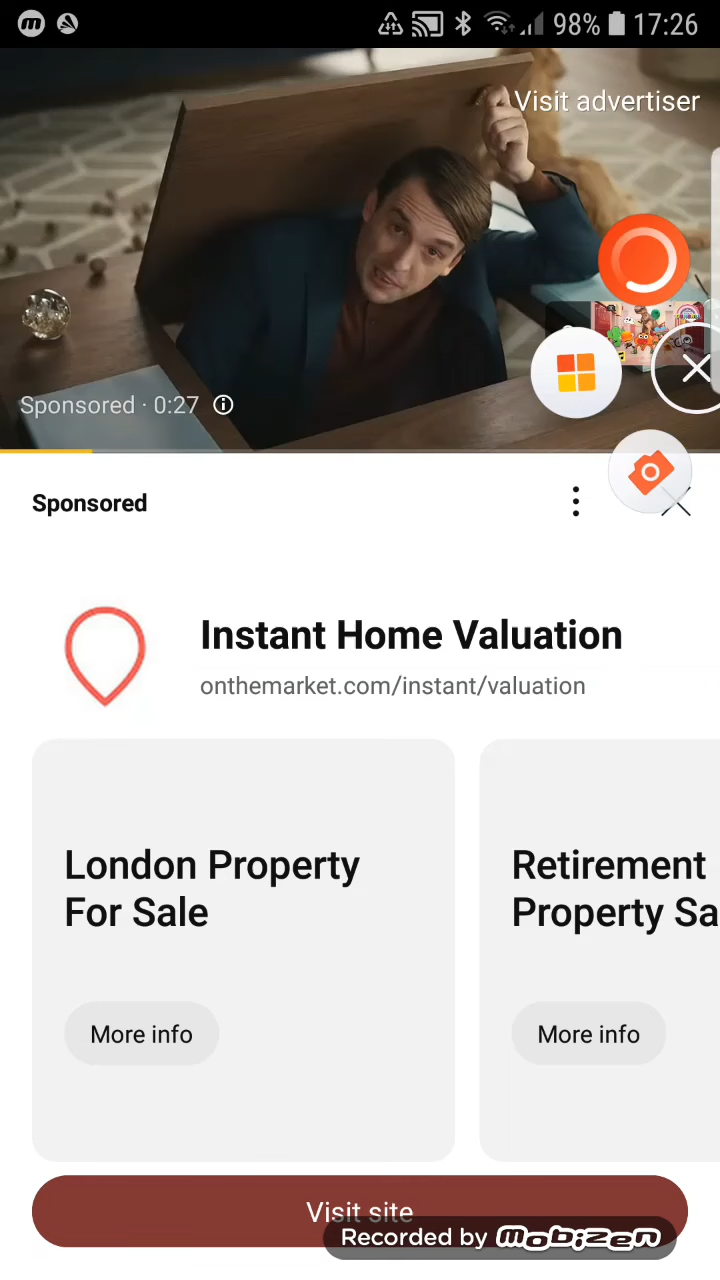 98% 17:26
Visit advertiser
Sponsored · 0:27
Sponsored
Instant Home Valuation
onthemarket.com/instant/valuation
London Property
For Sale
More info
Retirement
Property Sa
More info
Visit site
Recorded by mobizen